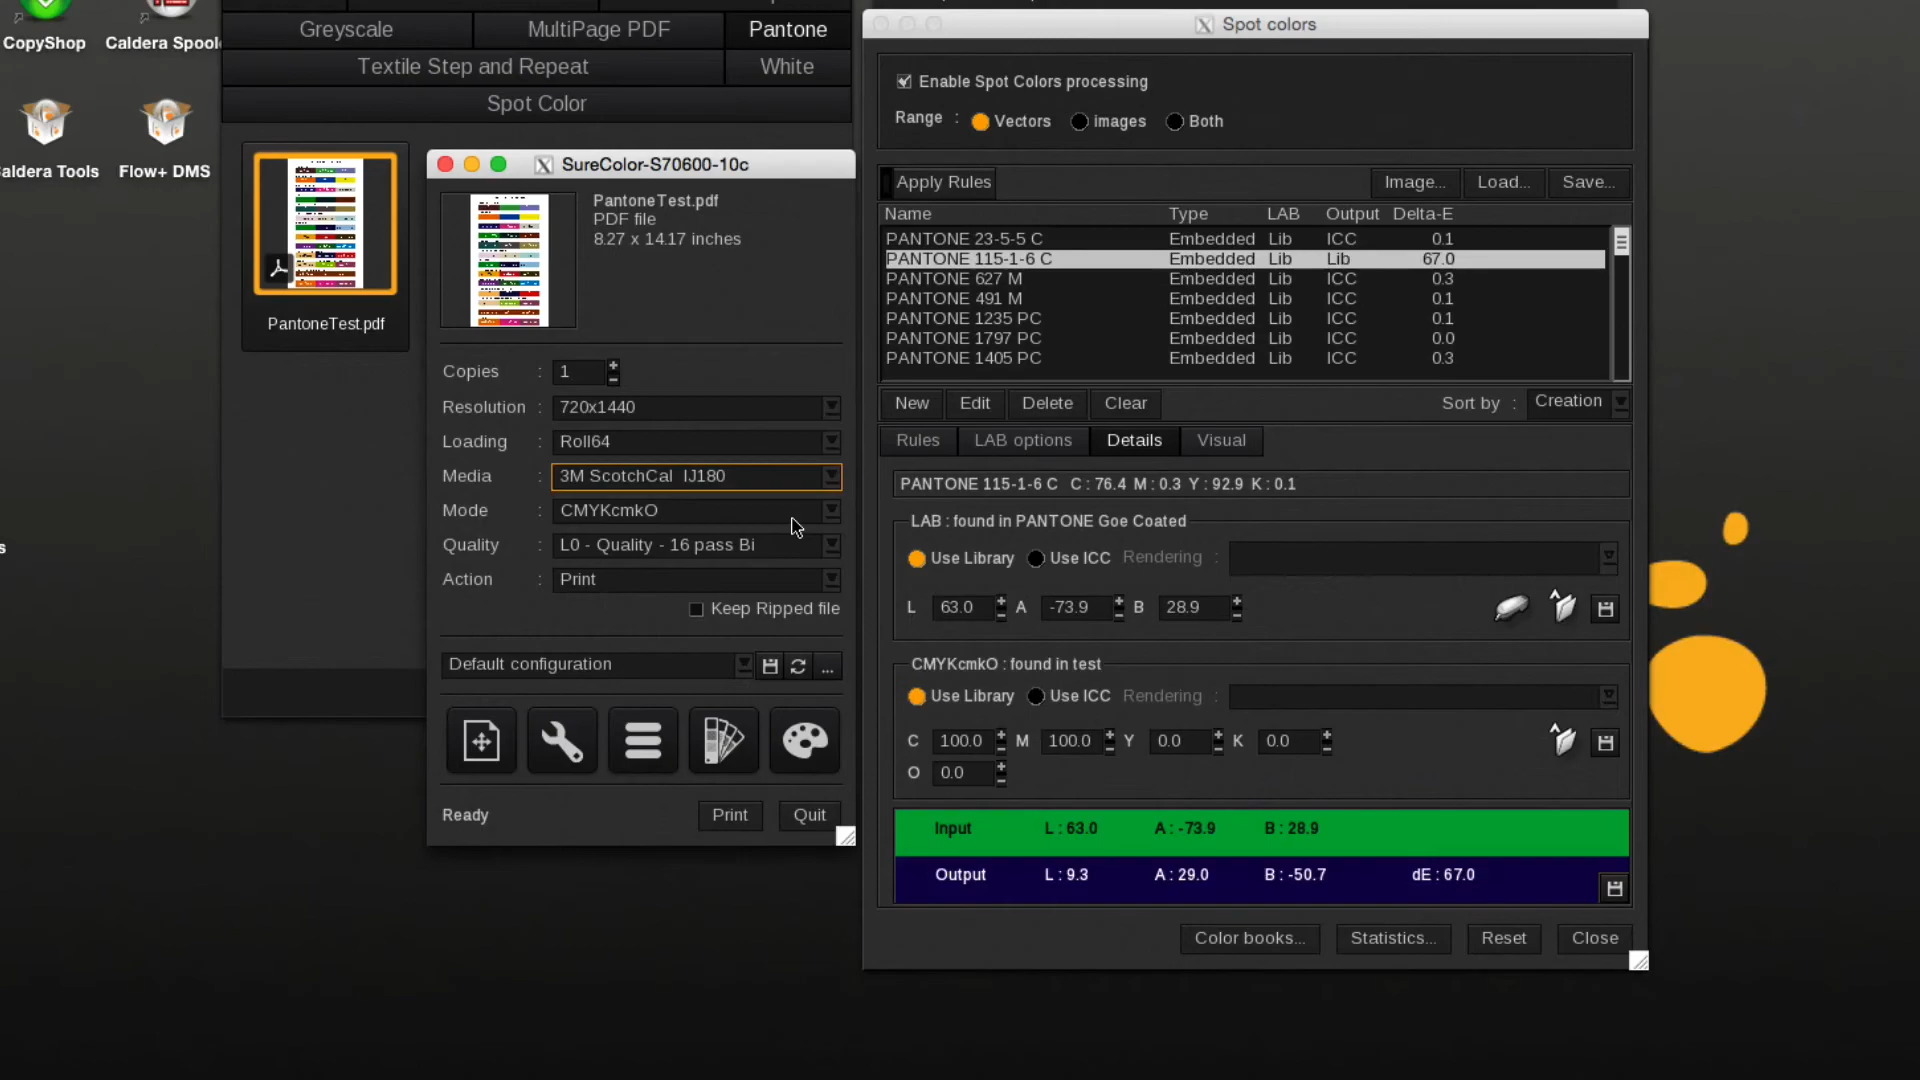 CopyShop
Caldera Spool
aldera Tools
Flow+ DMS
s
Greyscale
MultiPage PDF
Pantone
Textile Step and Repeat
White
Spot Color
PantoneTest.pdf
SureColor-S70600-10c
PantoneTest.pdf
PDF file
8.27 x 14.17 inches
Copies : 1
Resolution : 720x1440
Loading : Roll64
Media : 3M ScotchCal IJ180
Mode : CMYKcmkO
Quality : L0 - Quality - 16 pass Bi
Action : Print
Keep Ripped file
Default configuration
...
Ready
Print
Quit
Spot colors
Enable Spot Colors processing
Range : Vectors images Both
Apply Rules
Image...
Load...
Save...
Name Type LAB Output Delta-E
PANTONE 23-5-5 C Embedded Lib ICC 0.1
PANTONE 115-1-6 C Embedded Lib Lib 67.0
PANTONE 627 M Embedded Lib ICC 0.3
PANTONE 491 M Embedded Lib ICC 0.1
PANTONE 1235 PC Embedded Lib ICC 0.1
PANTONE 1797 PC Embedded Lib ICC 0.0
PANTONE 1405 PC Embedded Lib ICC 0.3
New Edit Delete Clear Sort by : Creation
Rules LAB options Details Visual
PANTONE 115-1-6 C C : 76.4 M : 0.3 Y : 92.9 K : 0.1
LAB : found in PANTONE Goe Coated
Use Library Use ICC Rendering :
L 63.0 A -73.9 B 28.9
CMYKcmkO : found in test
Use Library Use ICC Rendering :
C 100.0 M 100.0 Y 0.0 K 0.0
O 0.0
Input L : 63.0 A : -73.9 B : 28.9
Output L : 9.3 A : 29.0 B : -50.7 dE : 67.0
Color books... Statistics... Reset Close